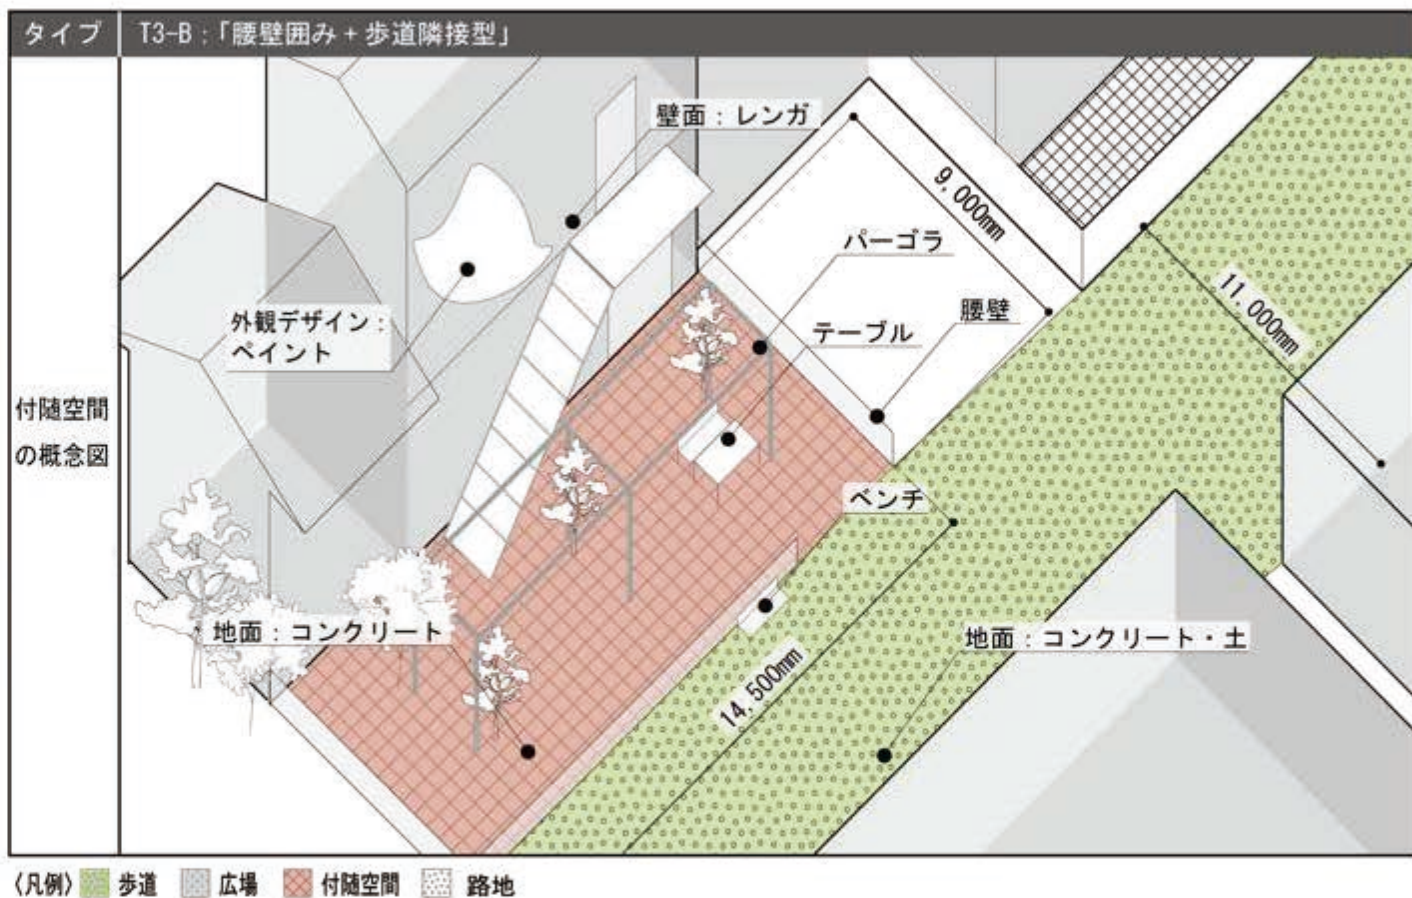 タイプ
T3-B：「腰壁囲み + 歩道隣接型」
壁面：レンガ
9,000mm
パーゴラ
11,000mm
テーブル
腰壁
外観デザイン：
ペイント
付随空間
の概念図
ベンチ
地面：コンクリート
地面：コンクリート・土
14,500mm
〈凡例〉 歩道 広場 付随空間 路地